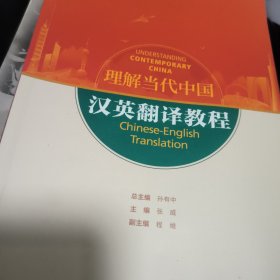 UNDERSTANDING
CONTEMPORARY
CHINA
理解当代中国
汉英翻译教程
Chinese-English
Translation
总主编 孙有中
主编 张威
副主编 程维